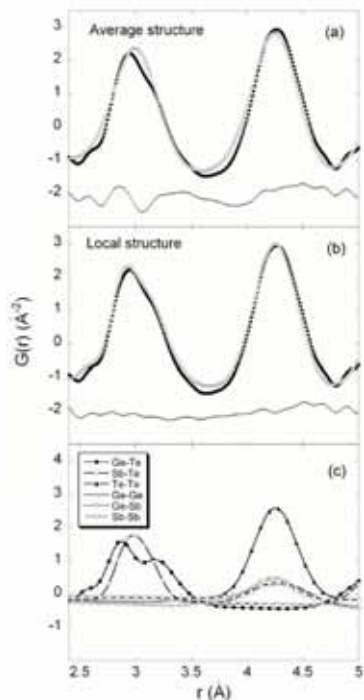 Average structure (a)
3
2
1
0
-1
-2
Local structure (b)
3
2
1
0
-1
-2
G(r) (Å⁻²)
(c)
4
3
2
1
0
-1
Ge-Te
Sb-Te
Te-Te
Ge-Ge
Ge-Sb
Sb-Sb
2.5 3 3.5 4 4.5 5
r (Å)